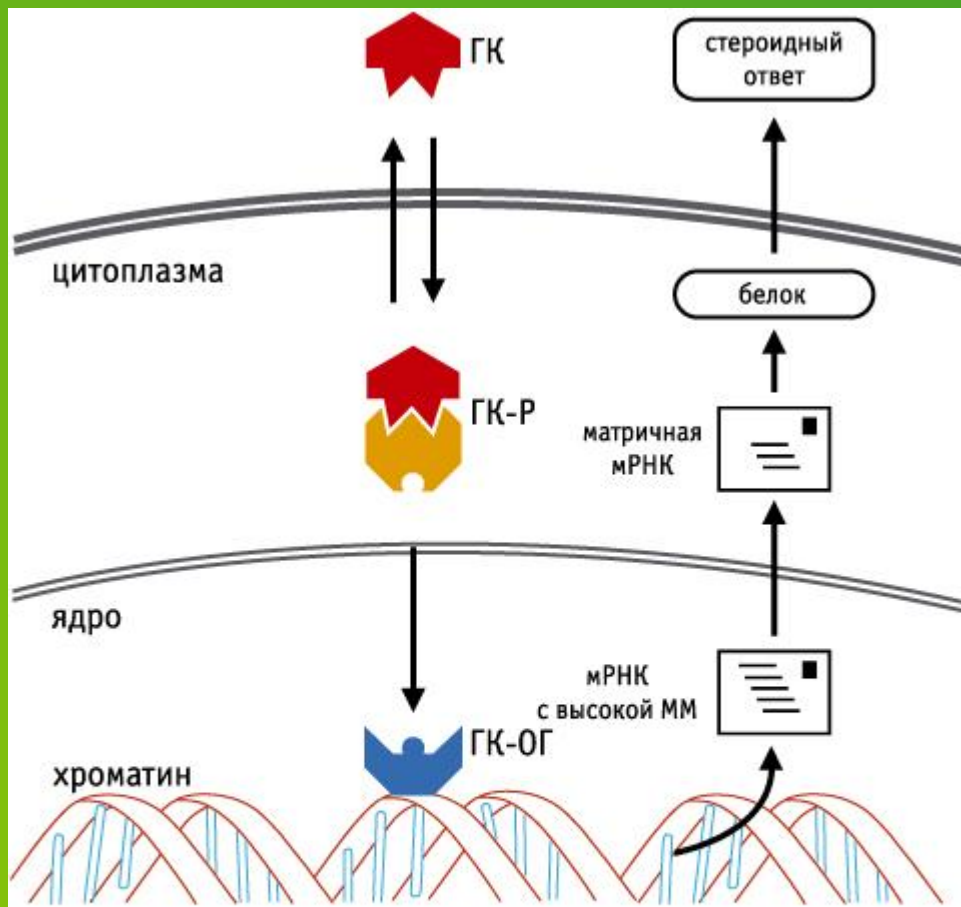 ГК
стероидный
ответ
цитоплазма
белок
ГК-Р
матричная
мРНК
ядро
мРНК
с высокой ММ
ГК-ОГ
хроматин